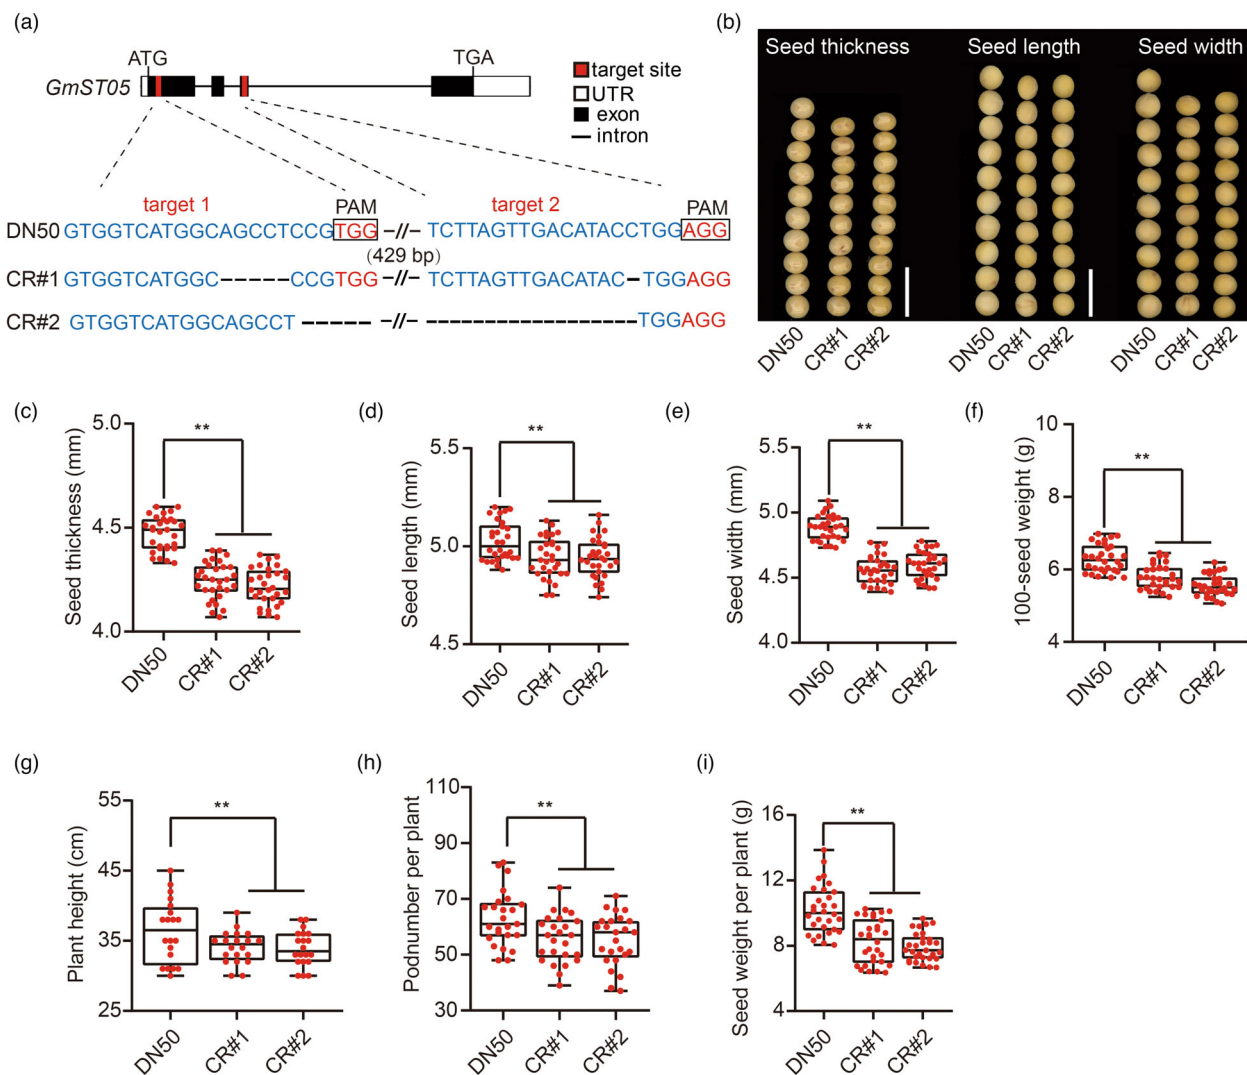 (a)
ATG TGA
GmST05
target site
UTR
exon
intron
target 1 PAM target 2 PAM
DN50 GTGGTCATGGCAGCCTCCGTGG –//– TCTTAGTTGACATACCTGGAGG
(429 bp)
CR#1 GTGGTCATGGC-----CCGTGG –//– TCTTAGTTGACATAC-TGGAGG
CR#2 GTGGTCATGGCAGCCT----- –//– ---------------TGGAGG
(b)
Seed thickness Seed length Seed width
DN50 CR#1 CR#2 DN50 CR#1 CR#2 DN50 CR#1 CR#2
(c)
Seed thickness (mm)
5.0
4.5
4.0
**
DN50 CR#1 CR#2
(d)
Seed length (mm)
5.5
5.0
4.5
**
DN50 CR#1 CR#2
(e)
Seed width (mm)
5.5
5.0
4.5
4.0
**
DN50 CR#1 CR#2
(f)
100-seed weight (g)
10
8
6
4
**
DN50 CR#1 CR#2
(g)
Plant height (cm)
55
45
35
25
**
DN50 CR#1 CR#2
(h)
Podnumber per plant
110
90
70
50
30
**
DN50 CR#1 CR#2
(i)
Seed weight per plant (g)
16
12
8
4
**
DN50 CR#1 CR#2